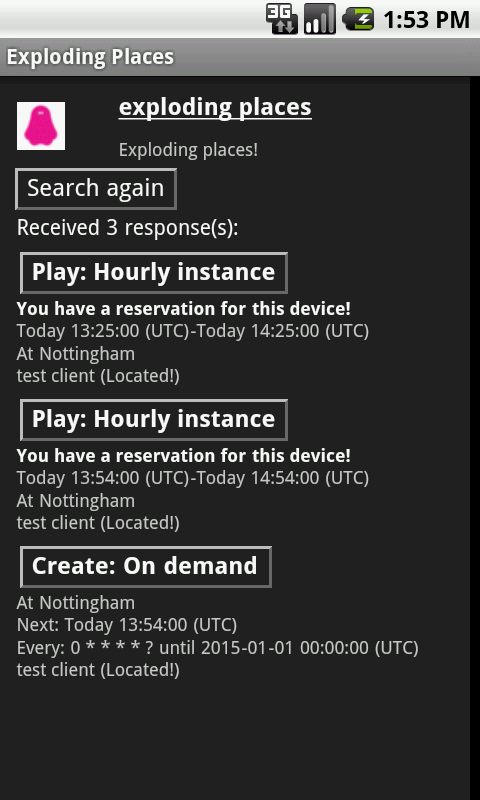 3G 1:53 PM
Exploding Places
exploding places
Exploding places!
Search again
Received 3 response(s):
Play: Hourly instance
You have a reservation for this device!
Today 13:25:00 (UTC)-Today 14:25:00 (UTC)
At Nottingham
test client (Located!)
Play: Hourly instance
You have a reservation for this device!
Today 13:54:00 (UTC)-Today 14:54:00 (UTC)
At Nottingham
test client (Located!)
Create: On demand
At Nottingham
Next: Today 13:54:00 (UTC)
Every: 0 * * * * ? until 2015-01-01 00:00:00 (UTC)
test client (Located!)